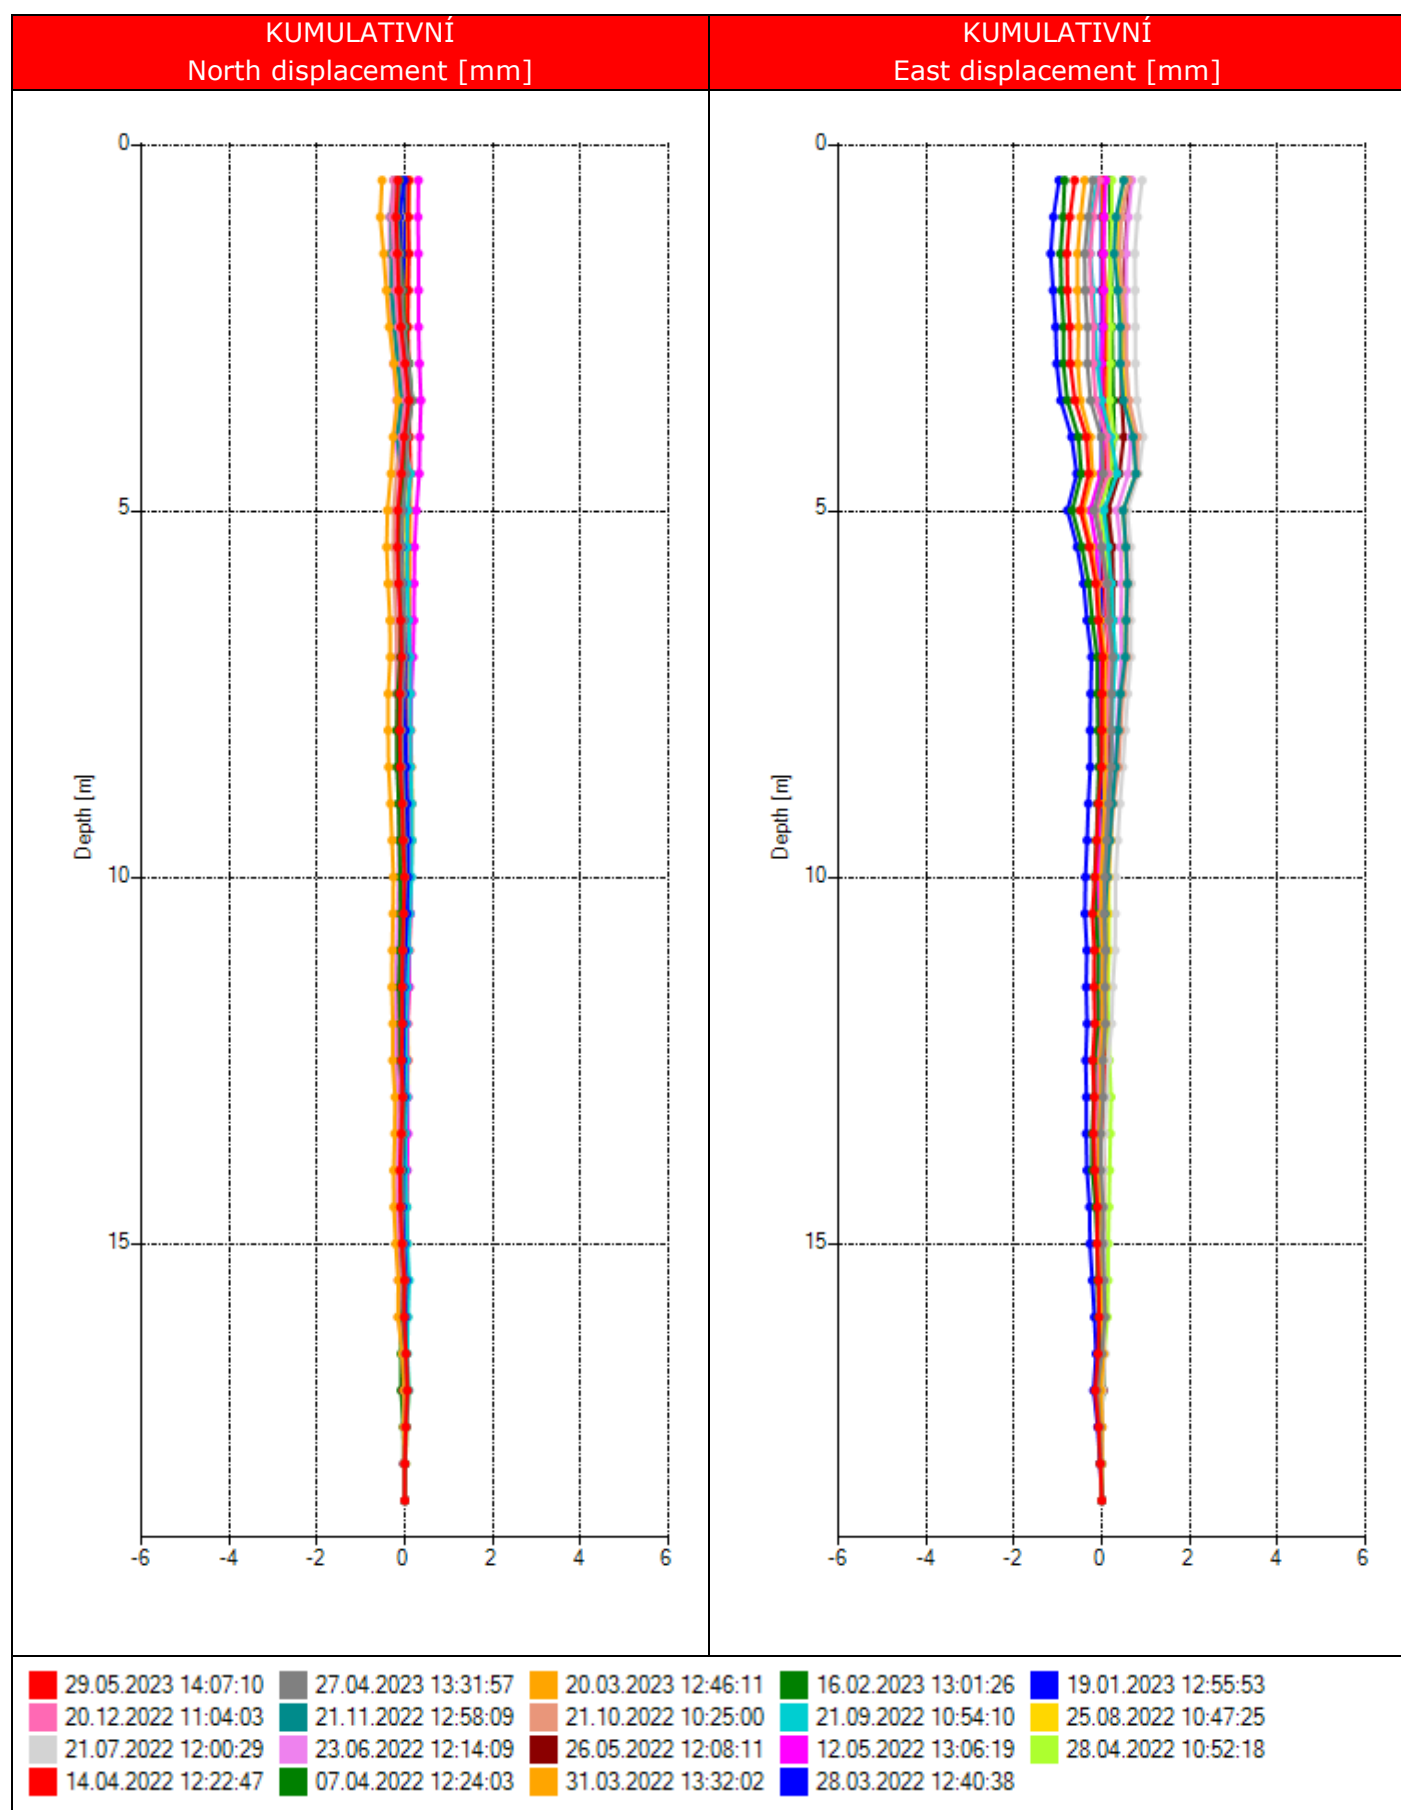 KUMULATIVNÍ
North displacement [mm]
KUMULATIVNÍ
East displacement [mm]
0
5
10
15
Depth [m]
-6 -4 -2 0 2 4 6
0
5
10
15
Depth [m]
-6 -4 -2 0 2 4 6
29.05.2023 14:07:10 27.04.2023 13:31:57 20.03.2023 12:46:11 16.02.2023 13:01:26 19.01.2023 12:55:53
20.12.2022 11:04:03 21.11.2022 12:58:09 21.10.2022 10:25:00 21.09.2022 10:54:10 25.08.2022 10:47:25
21.07.2022 12:00:29 23.06.2022 12:14:09 26.05.2022 12:08:11 12.05.2022 13:06:19 28.04.2022 10:52:18
14.04.2022 12:22:47 07.04.2022 12:24:03 31.03.2022 13:32:02 28.03.2022 12:40:38